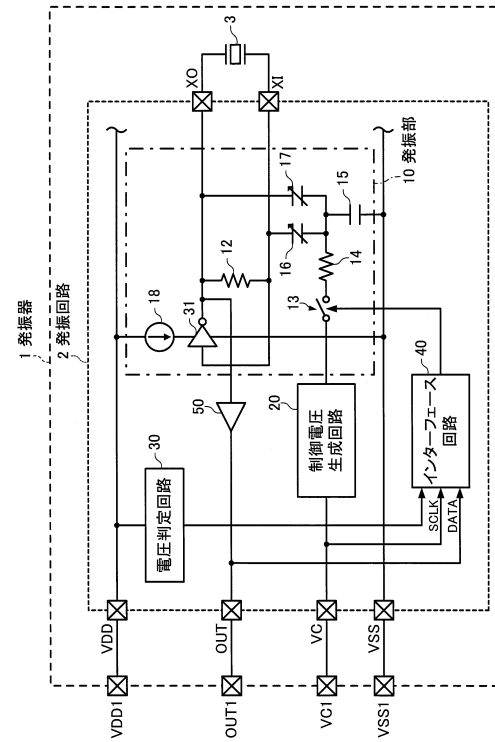 1 発振器
2 発振回路
VDD1
VDD
30
電圧判定回路
18
31
XO
3
OUT1
OUT
50
12
XI
17
16
VC1
VC
20
制御電圧
生成回路
13
14
15
10 発振部
SCLK
DATA
40
インターフェース
回路
VSS1
VSS